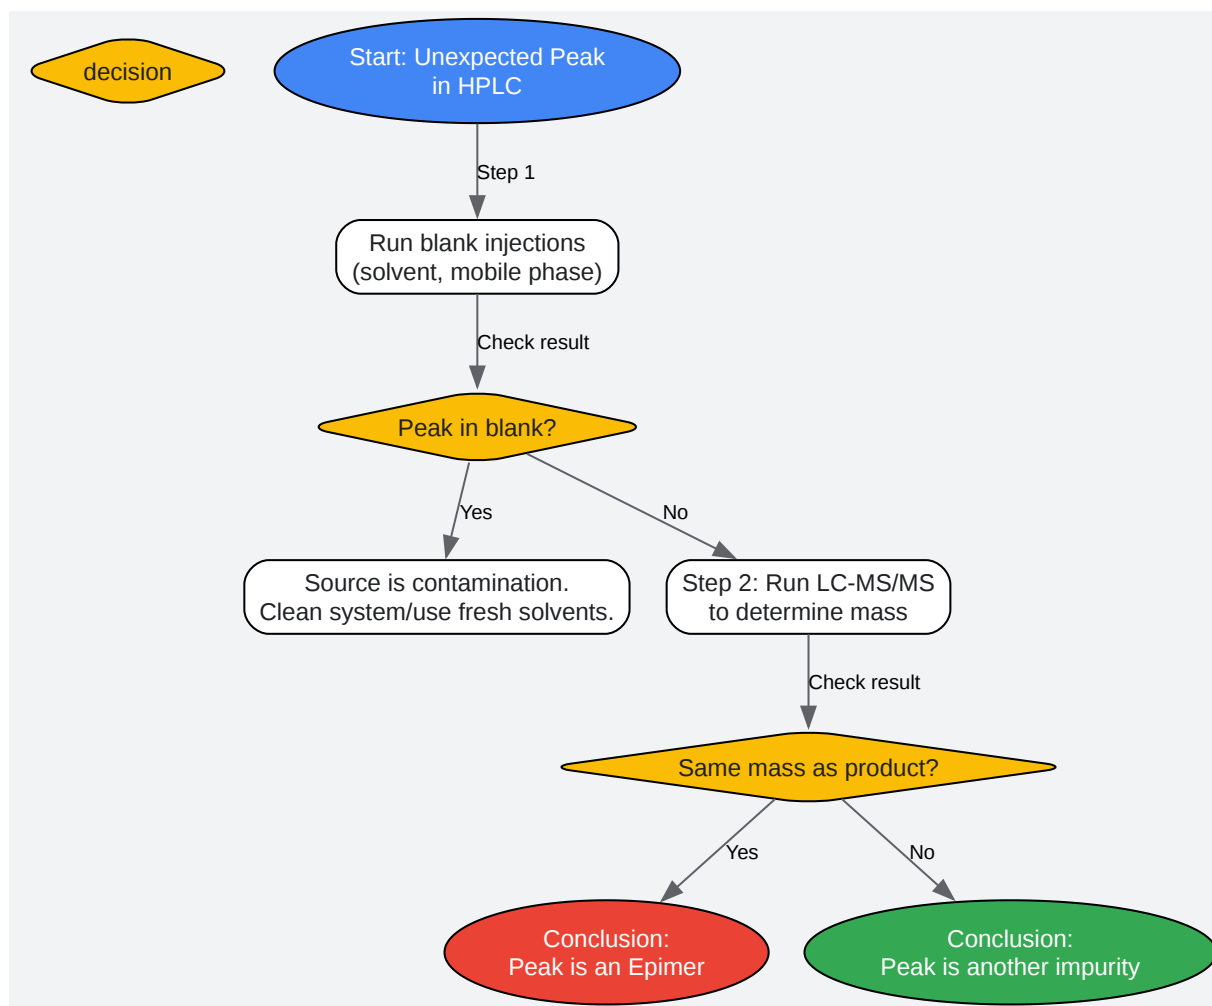 decision
Start: Unexpected Peak
in HPLC
Step 1
Run blank injections
(solvent, mobile phase)
Check result
Peak in blank?
Yes
No
Source is contamination.
Clean system/use fresh solvents.
Step 2: Run LC-MS/MS
to determine mass
Check result
Same mass as product?
Yes
No
Conclusion:
Peak is an Epimer
Conclusion:
Peak is another impurity